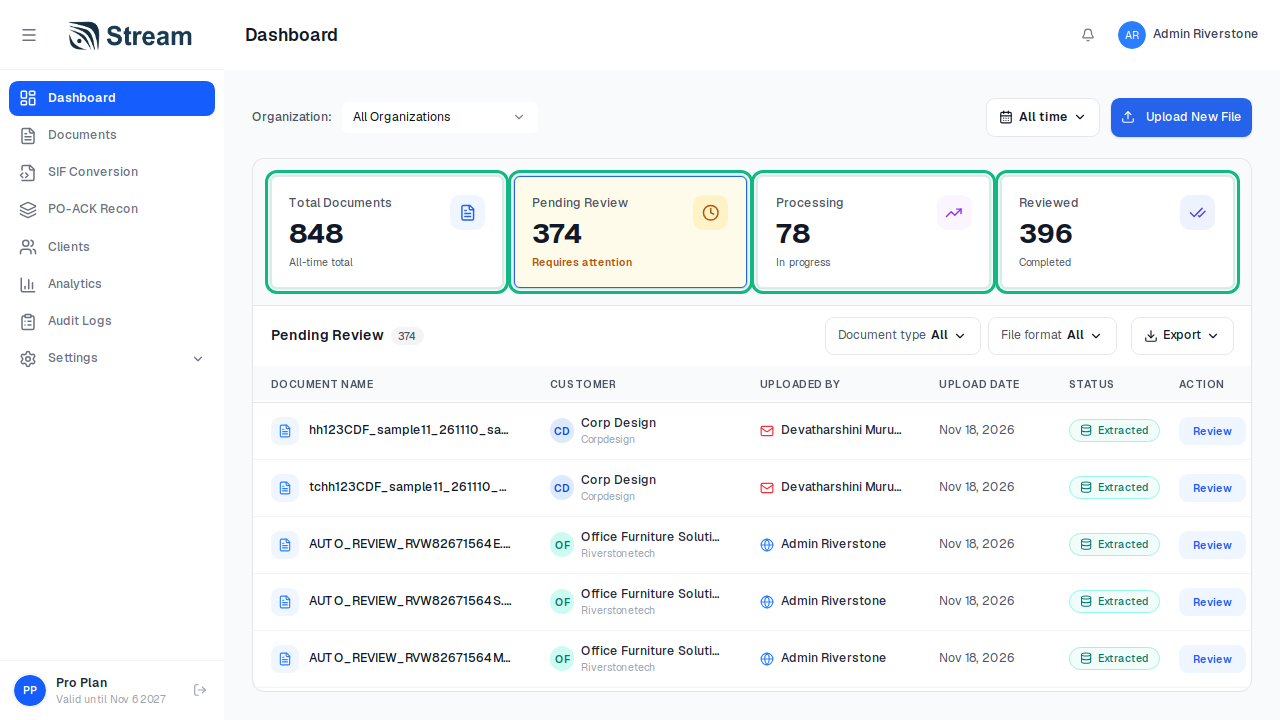 Stream
Dashboard
AR
Admin Riverstone
Dashboard
Documents
SIF Conversion
PO-ACK Recon
Clients
Analytics
Audit Logs
Settings
PP
Pro Plan
Valid until Nov 6 2027
Organization:
All Organizations
All time
Upload New File
Total Documents
848
All-time total
Pending Review
374
Requires attention
Processing
78
In progress
Reviewed
396
Completed
Pending Review 374
Document type All
File format All
Export
DOCUMENT NAME CUSTOMER UPLOADED BY UPLOAD DATE STATUS ACTION
hh123CDF_sample11_261110_sa... CD Corp Design Devatharshini Muru... Nov 18, 2026 Extracted Review
Corpdesign
tchh123CDF_sample11_261110_... CD Corp Design Devatharshini Muru... Nov 18, 2026 Extracted Review
Corpdesign
AUTO_REVIEW_RVW82671564E.... OF Office Furniture Soluti... Admin Riverstone Nov 18, 2026 Extracted Review
Riverstonetech
AUTO_REVIEW_RVW82671564S.... OF Office Furniture Soluti... Admin Riverstone Nov 18, 2026 Extracted Review
Riverstonetech
AUTO_REVIEW_RVW82671564M... OF Office Furniture Soluti... Admin Riverstone Nov 18, 2026 Extracted Review
Riverstonetech